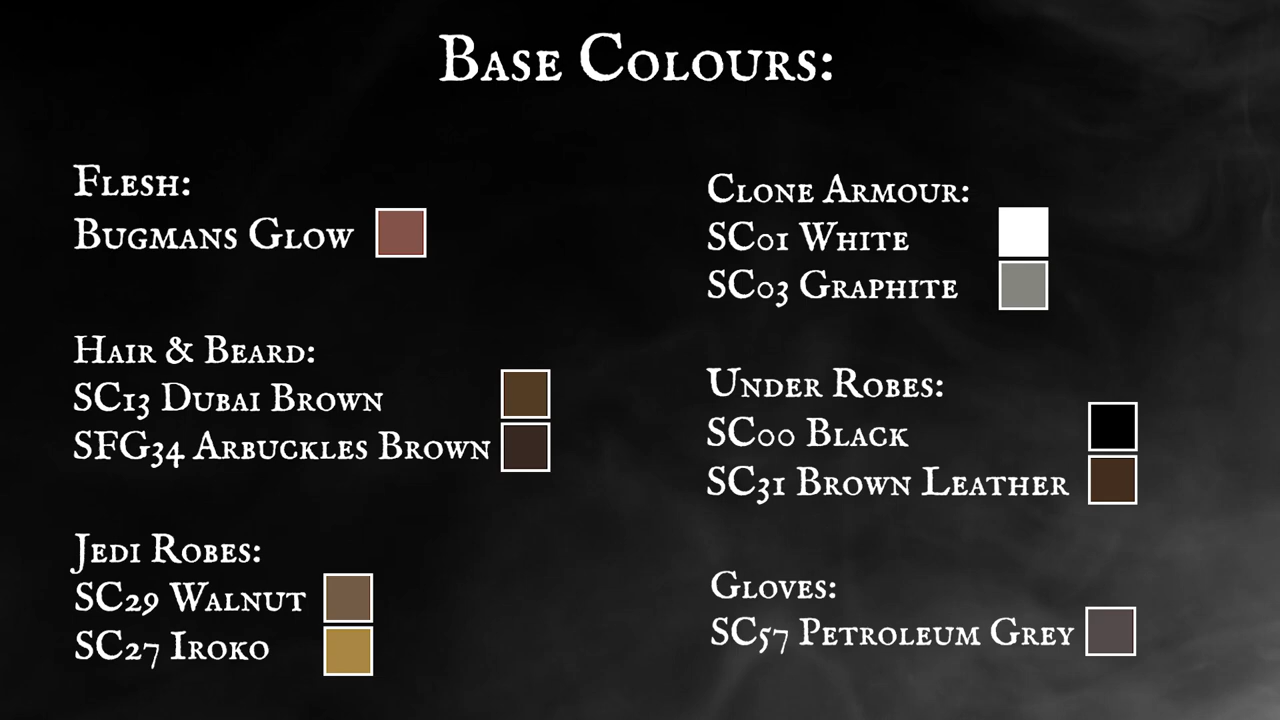 Base Colours:
Flesh:
Bugmans Glow
Hair & Beard:
SC13 Dubai Brown
SFG34 Arbuckles Brown
Jedi Robes:
SC29 Walnut
SC27 Iroko
Clone Armour:
SC01 White
SC03 Graphite
Under Robes:
SC00 Black
SC31 Brown Leather
Gloves:
SC57 Petroleum Grey